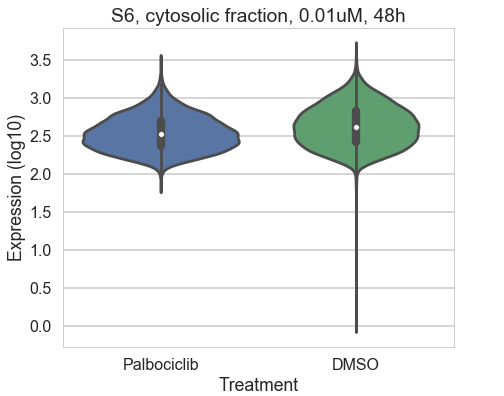 S6, cytosolic fraction, 0.01uM, 48h
Expression (log10)
3.5
3.0
2.5
2.0
1.5
1.0
0.5
0.0
Palbociclib DMSO
Treatment